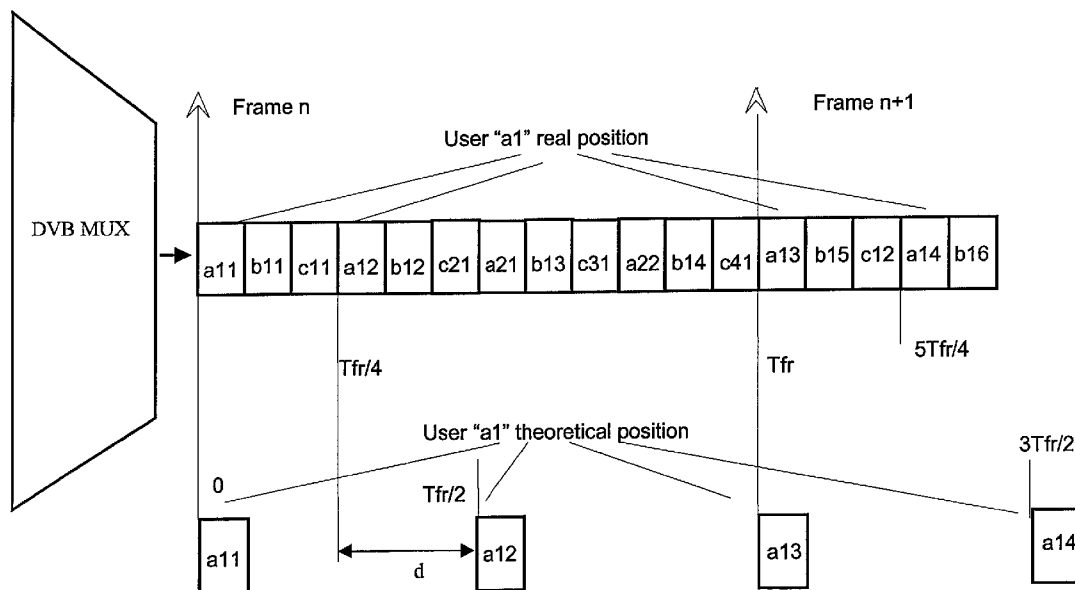 Frame n
Frame n+1
User “a1” real position
DVB MUX
a11 b11 c11 a12 b12 c21 a21 b13 c31 a22 b14 c41 a13 b15 c12 a14 b16
Tfr/4
Tfr
5Tfr/4
User “a1” theoretical position
3Tfr/2
0
Tfr/2
a11
d
a12
a13
a14